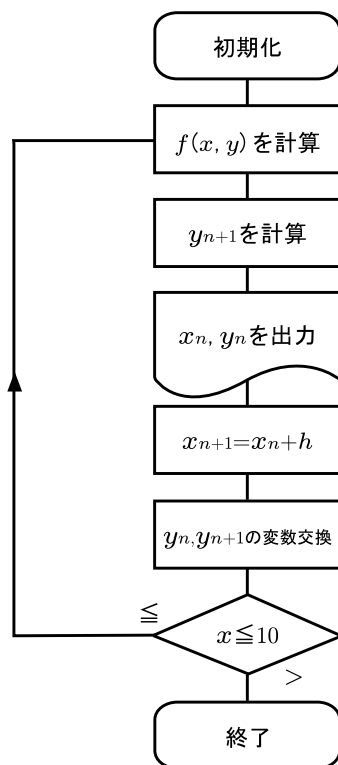 初期化
f(x, y) を計算
yn+1を計算
xn, ynを出力
xn+1=xn+h
yn,yn+1の変数交換
≦
x≦10
>
終了